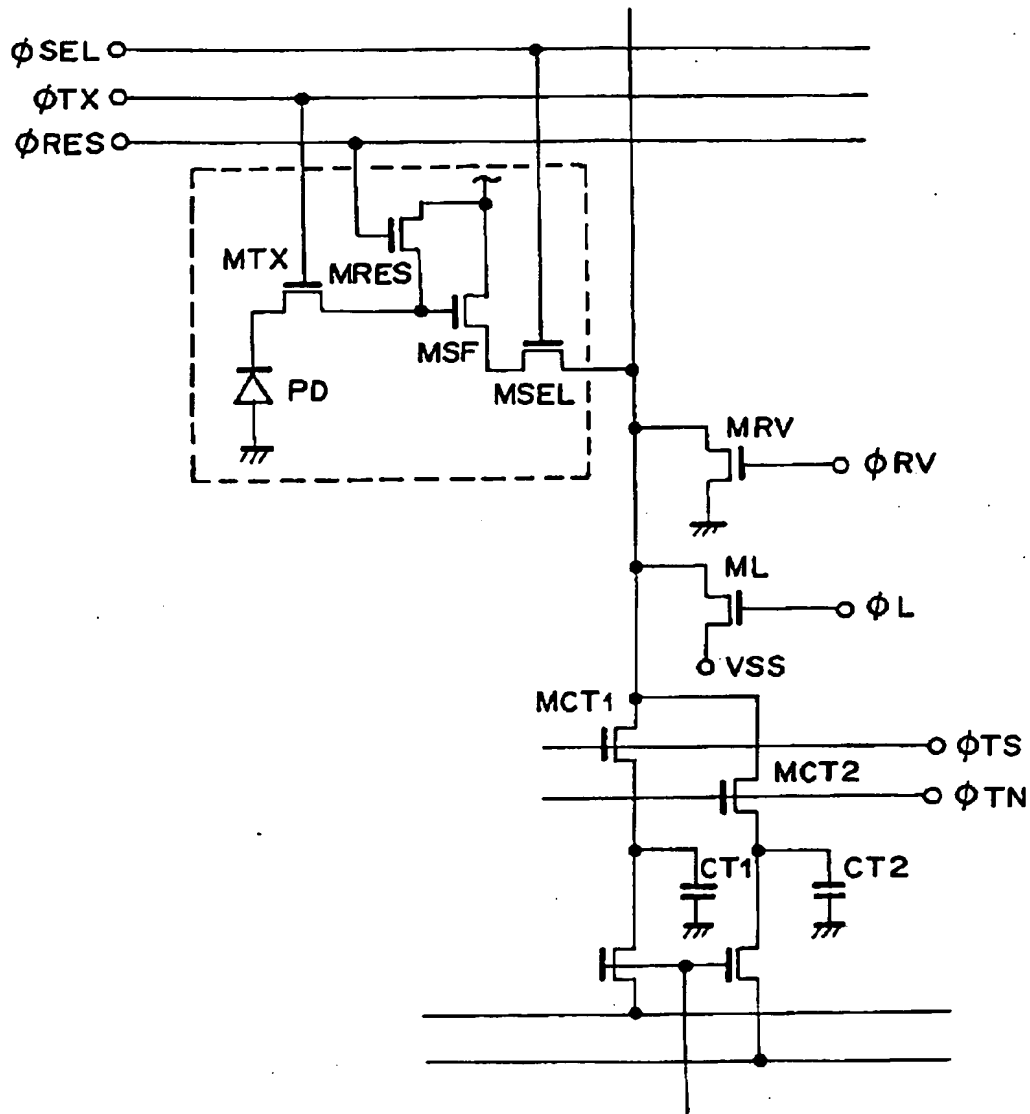 φSEL
φTX
φRES
MTX
MRES
MSF
MSEL
PD
MRV
φRV
ML
φL
VSS
MCT1
φTS
MCT2
φTN
CT1
CT2